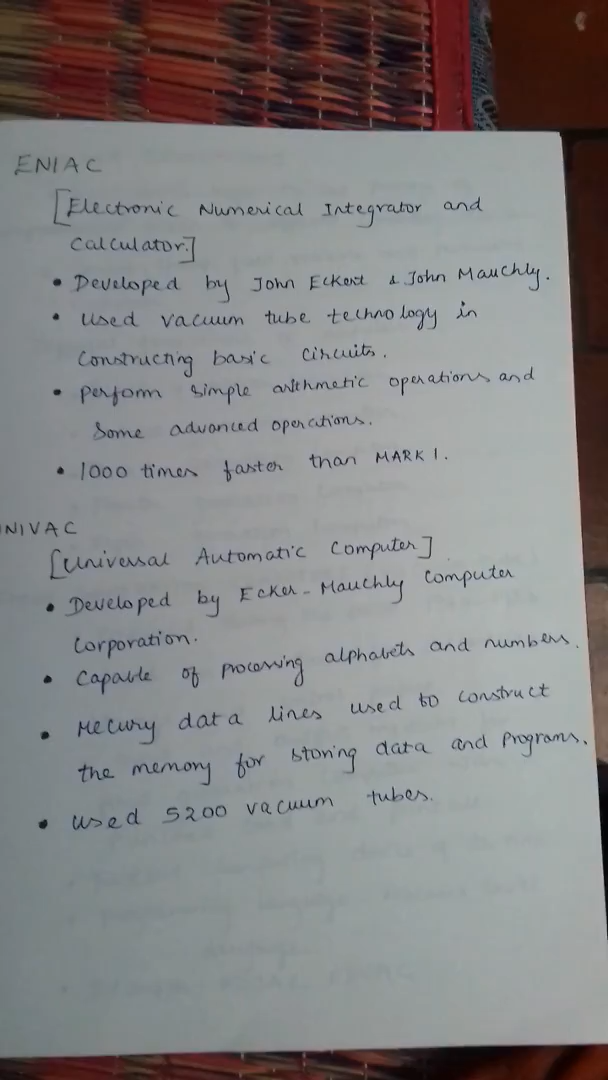 ENIAC
[Electronic Numerical Integrator and
Calculator.]
• Developed by John Eckert & John Mauchly.
• Used vacuum tube technology in
constructing basic circuits.
• perform simple arithmetic operations and
some advanced operations.
• 1000 times faster than MARK 1.
NIVAC
[Universal Automatic Computer]
• Developed by Ecker-Mauchly Computer
Corporation.
• Capable of processing alphabets and numbers.
• Mecury data lines used to construct
the memory for storing data and programs.
• Used 5200 vacuum tubes.